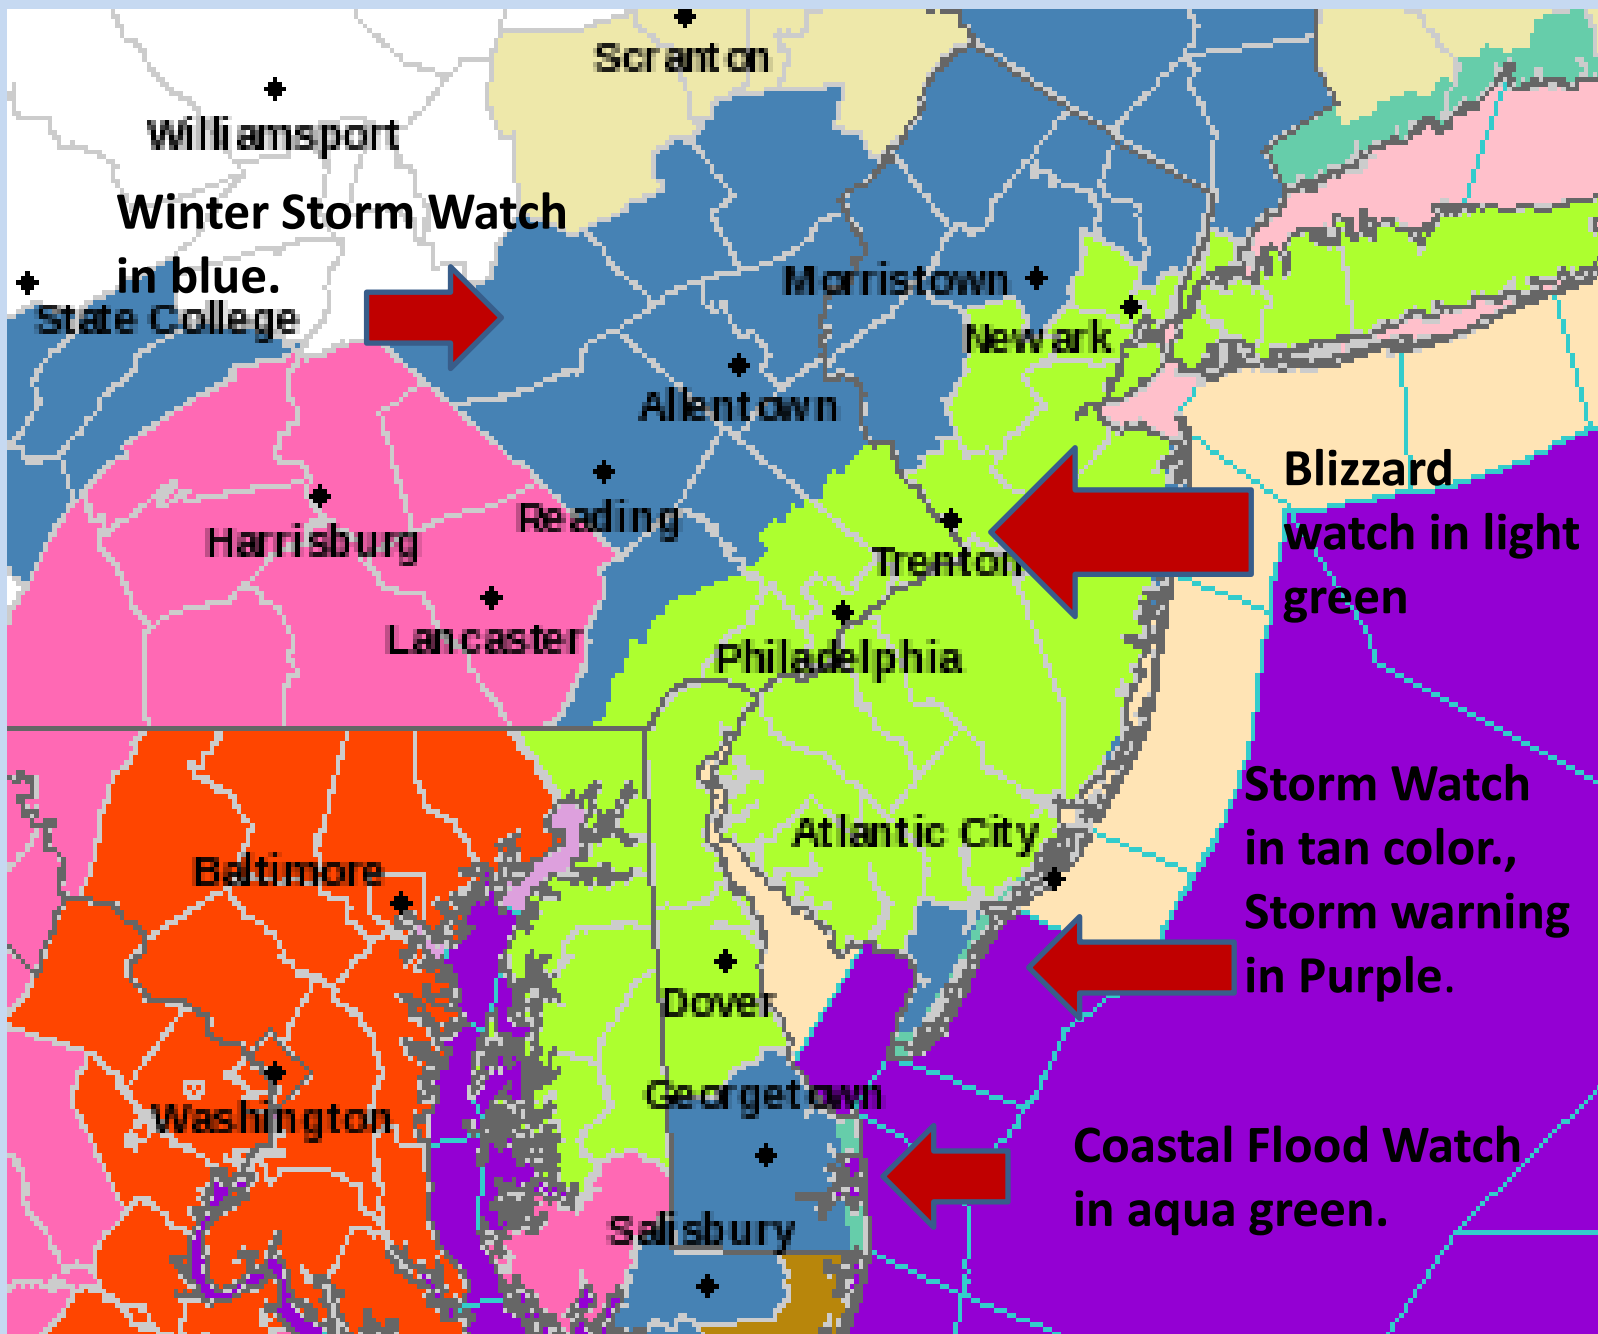 Scranton
Williamsport
Winter Storm Watch
in blue.
State College
Morristown
Newark
Allentown
Blizzard
watch in light
green
Reading
Harrisburg
Trenton
Lancaster
Philadelphia
Storm Watch
in tan color.,
Storm warning
in Purple.
Atlantic City
Baltimore
Dover
Georgetown
Washington
Coastal Flood Watch
in aqua green.
Salisbury